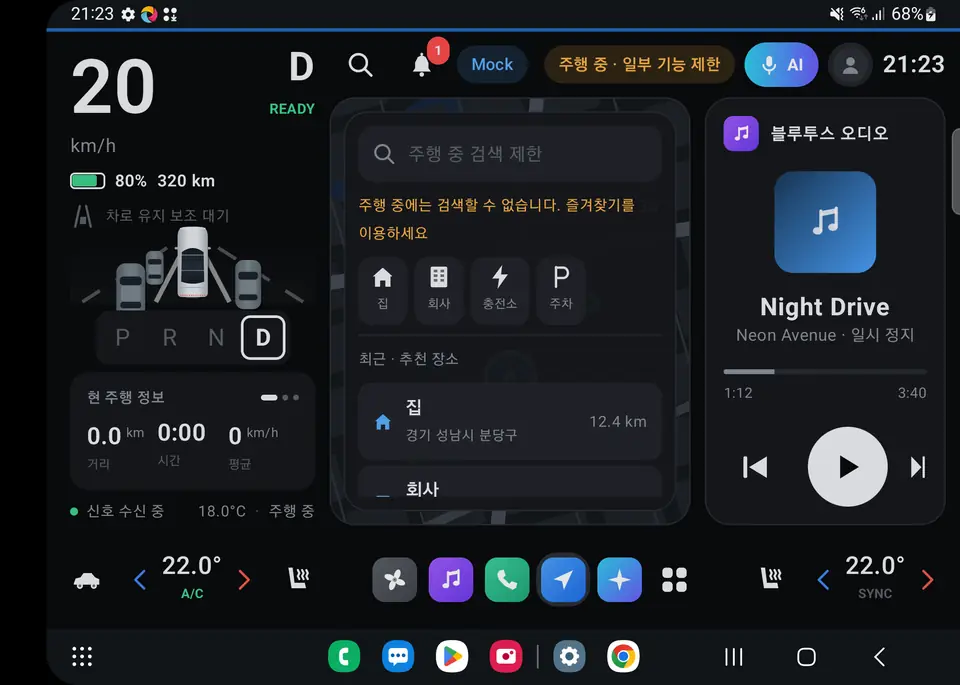 21:23
68%
20
D
km/h
READY
80% 320 km
차로 유지 보조 대기
P R N D
현 주행 정보
0.0 km 0:00 0 km/h
거리 시간 평균
신호 수신 중 18.0°C · 주행 중
1
Mock
주행 중 · 일부 기능 제한
AI
21:23
주행 중 검색 제한
주행 중에는 검색할 수 없습니다. 즐겨찾기를
이용하세요
집 회사 충전소 주차
최근 · 추천 장소
집
경기 성남시 분당구
12.4 km
회사
블루투스 오디오
Night Drive
Neon Avenue · 일시 정지
1:12 3:40
22.0°
A/C
22.0°
SYNC